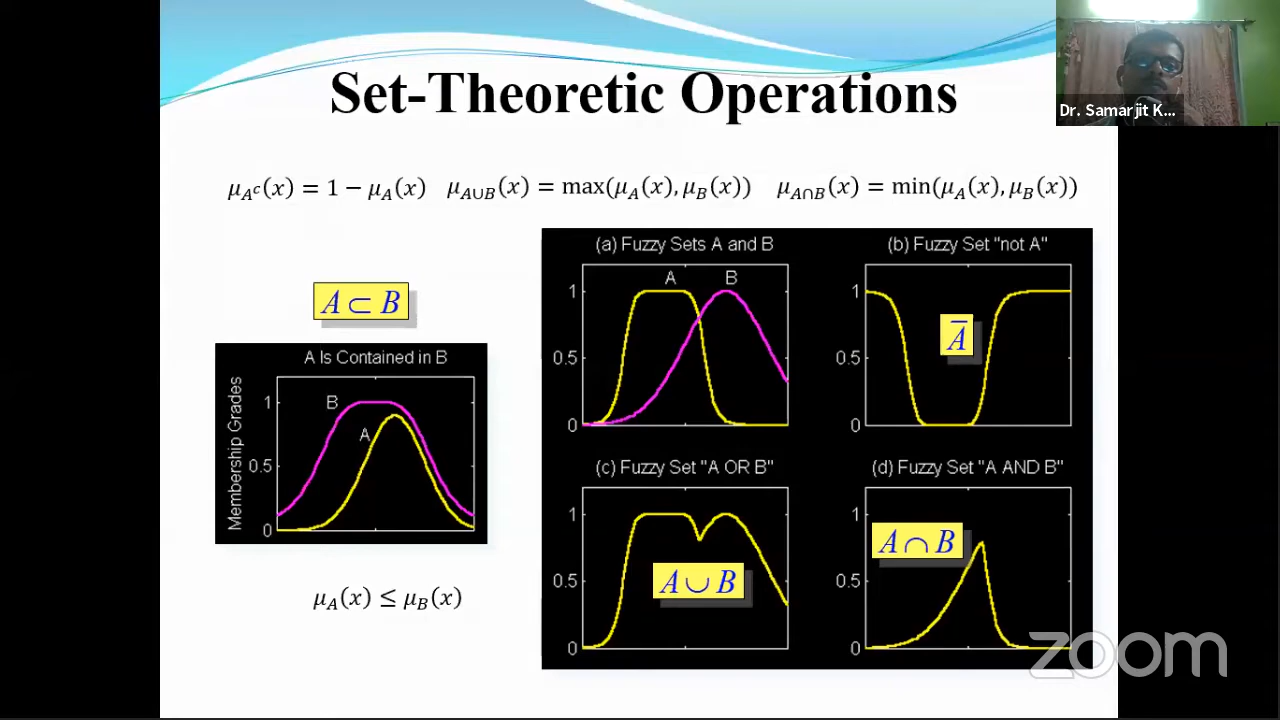 Set-Theoretic Operations
Dr. Samarjit K...
μ_{A^c}(x) = 1 − μ_A(x) μ_{A∪B}(x) = max(μ_A(x), μ_B(x)) μ_{A∩B}(x) = min(μ_A(x), μ_B(x))
A ⊂ B
A Is Contained in B
Membership Grades
1
0.5
0
B
A
μ_A(x) ≤ μ_B(x)
(a) Fuzzy Sets A and B
A B
1
0.5
0
(b) Fuzzy Set "not A"
1
0.5
0
A̅
(c) Fuzzy Set "A OR B"
1
0.5
0
A ∪ B
(d) Fuzzy Set "A AND B"
1
0.5
0
A ∩ B
zoom